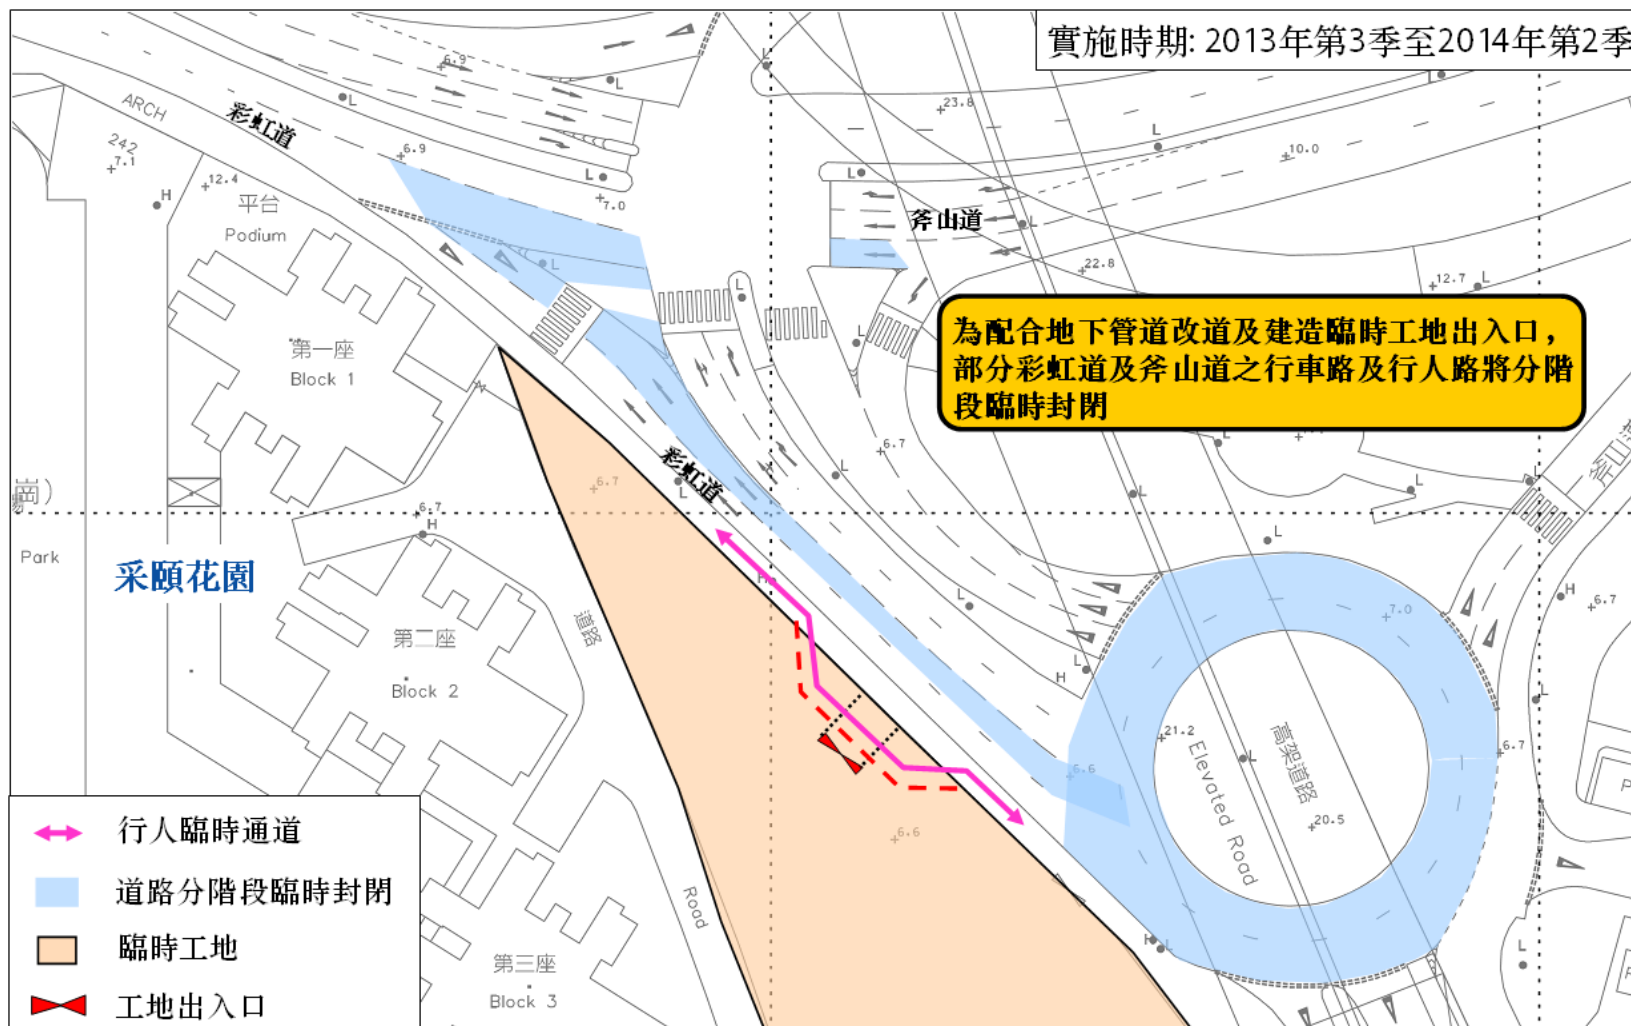 實施時期: 2013年第3季至2014年第2季
ARCH
彩虹道
242
7.1
12.4
平台
Podium
6.9
6.9
7.0
23.8
10.0
斧山道
22.8
12.7
為配合地下管道改道及建造臨時工地出入口，
部分彩虹道及斧山道之行車路及行人路將分階
段臨時封閉
第一座
Block 1
彩虹道
6.7
6.7
6.7
斧山道
崗)
Park
采頤花園
第二座
Block 2
道路
7.0
6.7
6.7
21.2
高架道路
Elevated Road
20.5
6.6
6.6
Road
第三座
Block 3
行人臨時通道
道路分階段臨時封閉
臨時工地
工地出入口